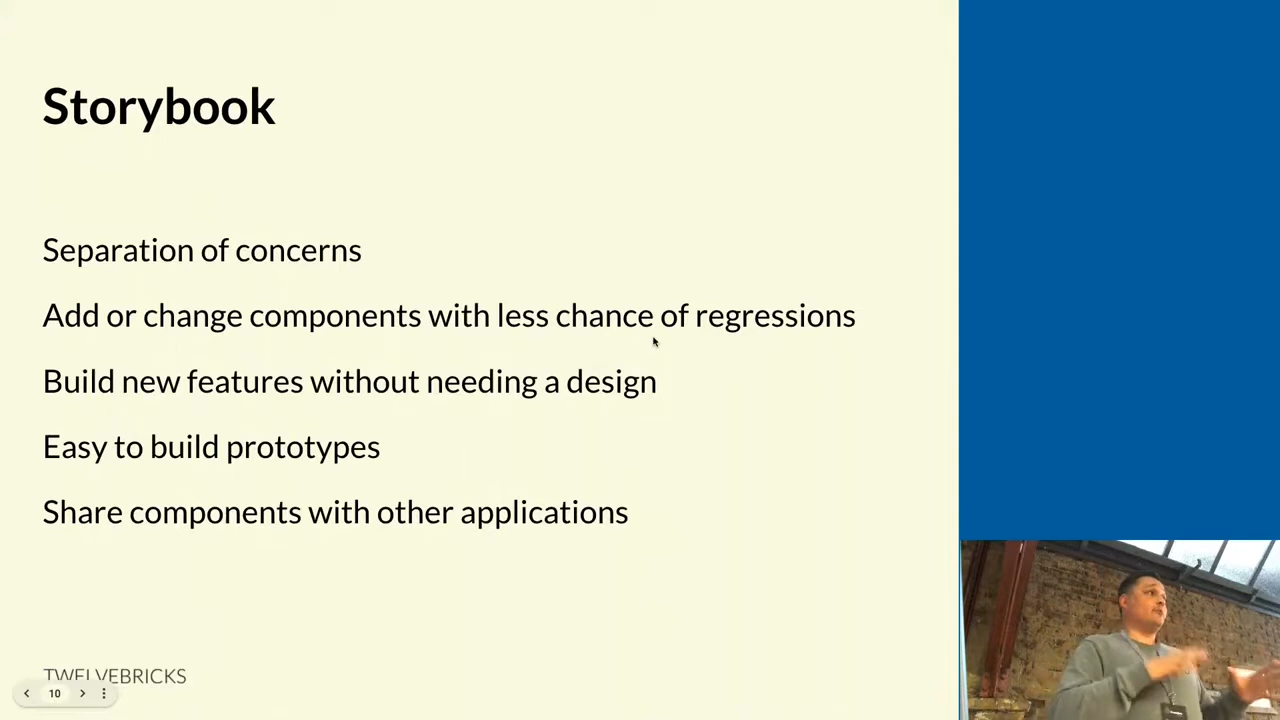 Storybook
Separation of concerns
Add or change components with less chance of regressions
Build new features without needing a design
Easy to build prototypes
Share components with other applications
TWELVEBRICKS
10